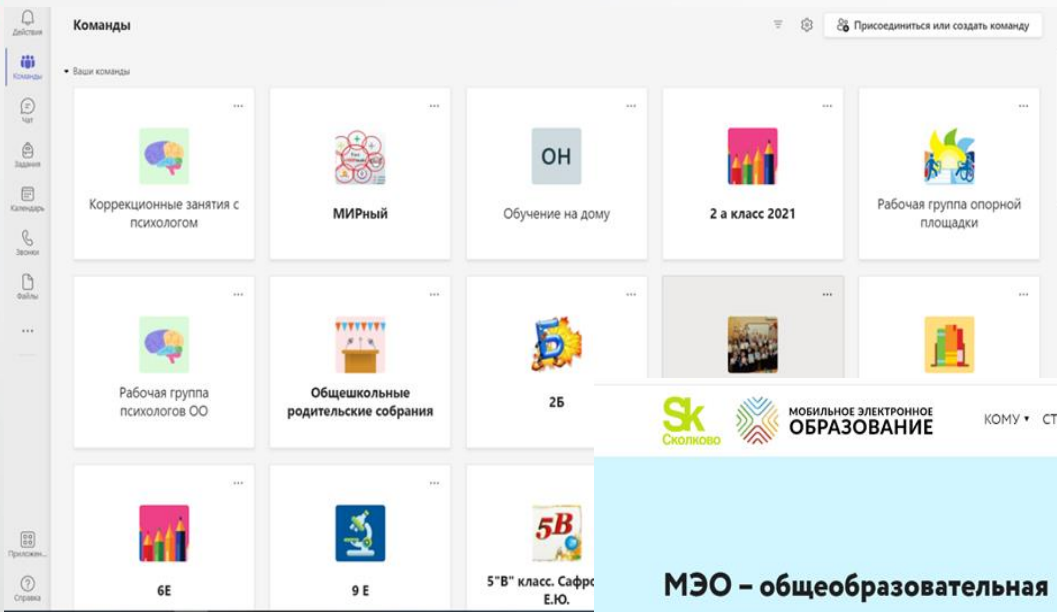 Действия
Команды
Чат
Задания
Календарь
Звонки
Файлы
Приложен...
Справка
Команды
Присоединиться или создать команду
Ваши команды
Коррекционные занятия с
психологом
МИРный
ОН
Обучение на дому
2 а класс 2021
Рабочая группа опорной
площадки
Рабочая группа
психологов ОО
Общешкольные
родительские собрания
Б
2Б
6Е
9 Е
5В
5"В" класс.
Е.Ю.
Sk
Сколково
МОБИЛЬНОЕ ЭЛЕКТРОННОЕ
ОБРАЗОВАНИЕ
КОМУ
СТ
МЭО – общеобразовательная